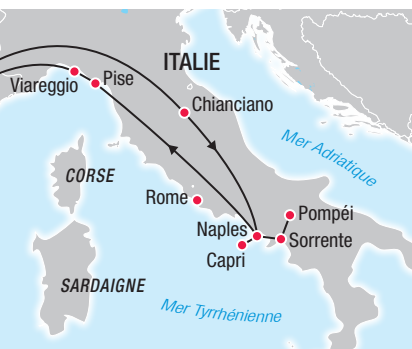 ITALIE
Viareggio
Pise
Chianciano
Mer Adriatique
CORSE
Rome
Pompéi
Naples
Sorrente
Capri
SARDAIGNE
Mer Tyrrhénienne